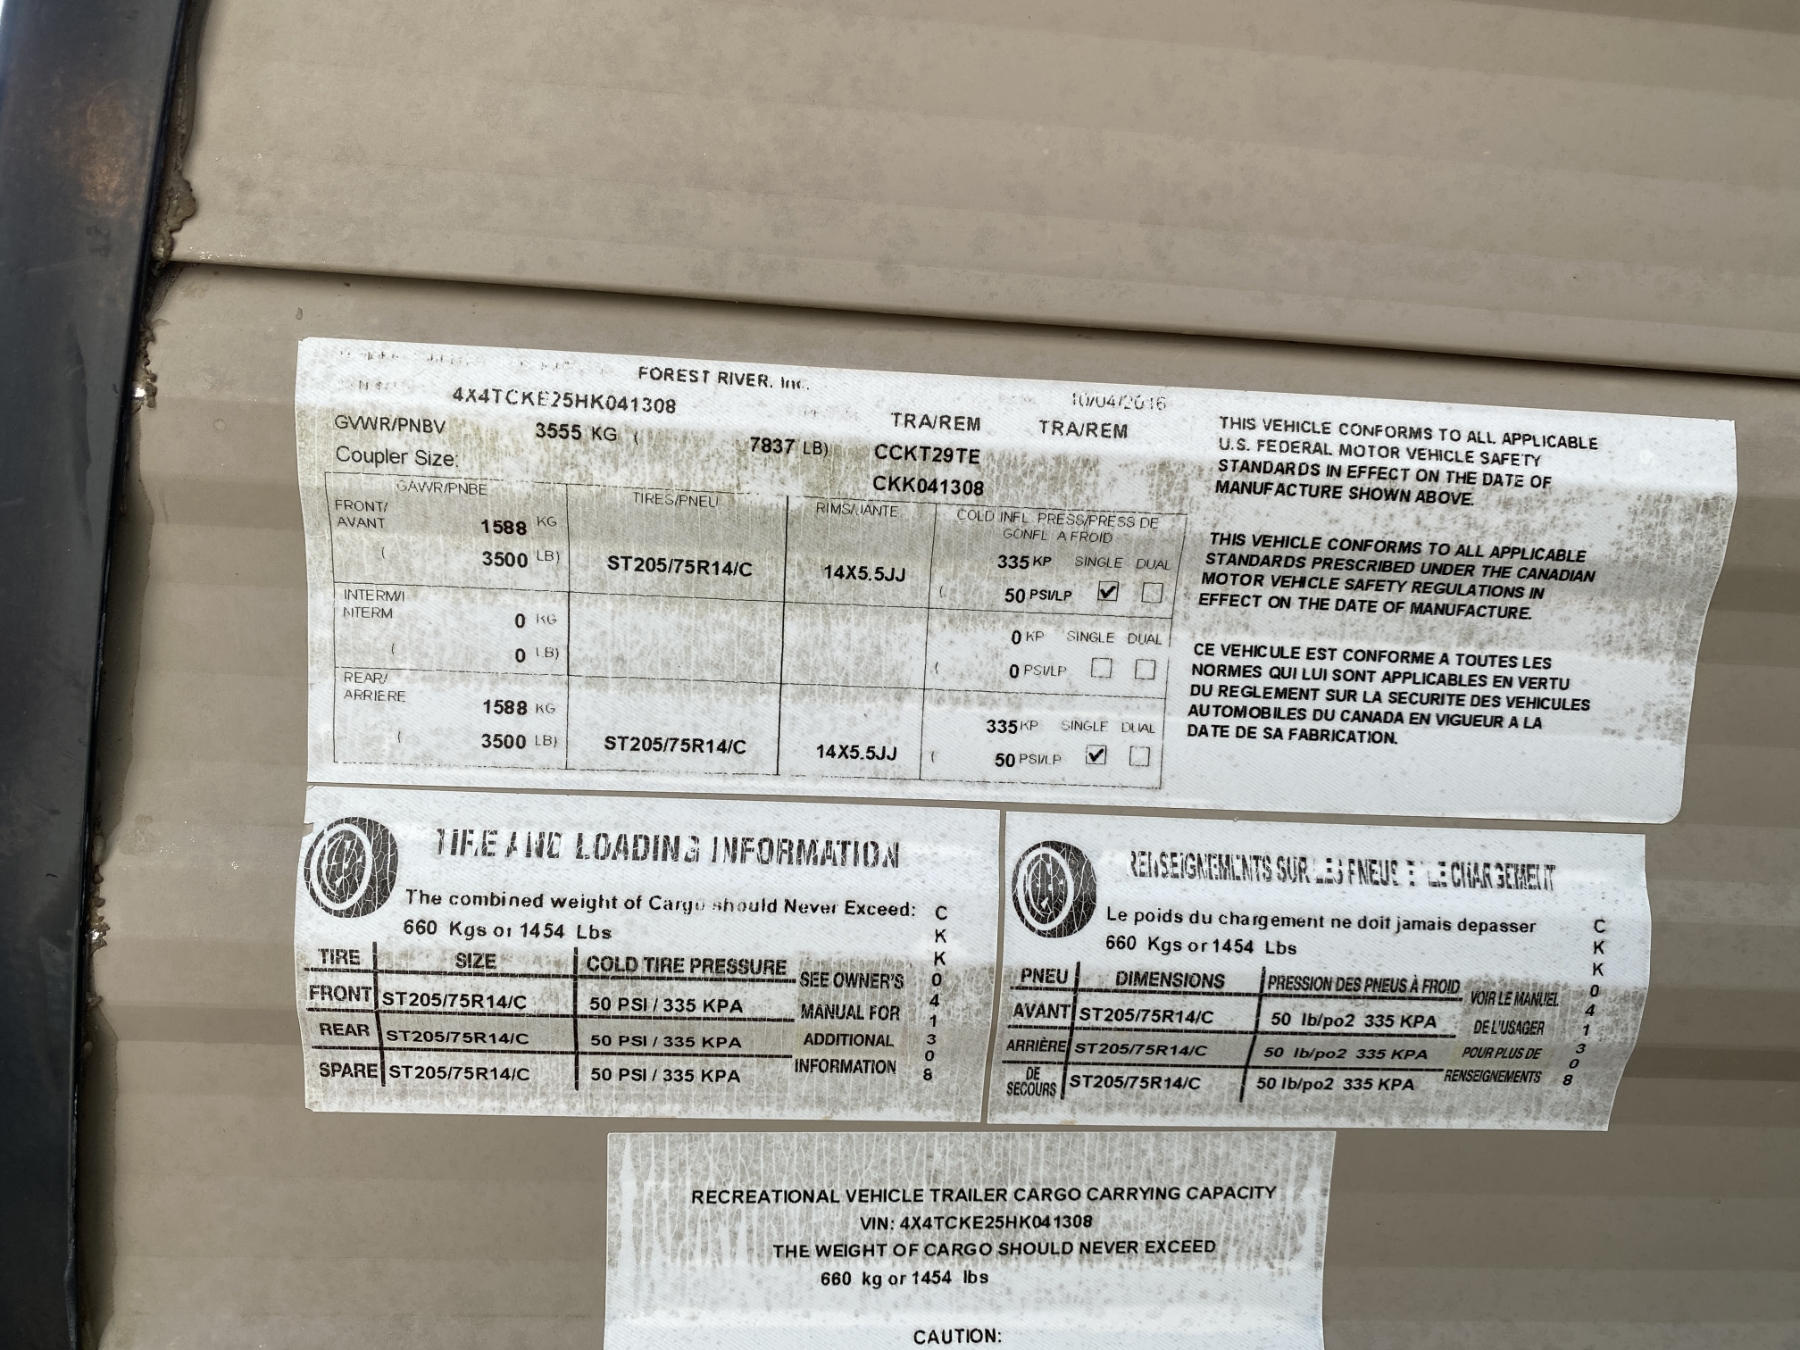 FOREST RIVER, Inc.
4X4TCKE25HK041308
10/04/2016
GVWR/PNBV 3555 KG ( 7837 LB) TRA/REM TRA/REM
Coupler Size: CCKT29TE
CKK041308
GAWR/PNBE TIRES/PNEU RIMS/JANTE COLD INFL PRESS/PRESS DE
GONFL A FROID
FRONT/
AVANT 1588 KG 335 KP SINGLE DUAL
( 3500 LB) ST205/75R14/C 14X5.5JJ ( 50 PSI/LP ✔ ☐
INTERM/I
NTERM 0 KG 0 KP SINGLE DUAL
( 0 LB) ( 0 PSI/LP ☐ ☐
REAR/
ARRIERE 1588 KG 335 KP SINGLE DUAL
( 3500 LB) ST205/75R14/C 14X5.5JJ ( 50 PSI/LP ✔ ☐
THIS VEHICLE CONFORMS TO ALL APPLICABLE
U.S. FEDERAL MOTOR VEHICLE SAFETY
STANDARDS IN EFFECT ON THE DATE OF
MANUFACTURE SHOWN ABOVE.
THIS VEHICLE CONFORMS TO ALL APPLICABLE
STANDARDS PRESCRIBED UNDER THE CANADIAN
MOTOR VEHICLE SAFETY REGULATIONS IN
EFFECT ON THE DATE OF MANUFACTURE.
CE VEHICULE EST CONFORME A TOUTES LES
NORMES QUI LUI SONT APPLICABLES EN VERTU
DU REGLEMENT SUR LA SECURITE DES VEHICULES
AUTOMOBILES DU CANADA EN VIGUEUR A LA
DATE DE SA FABRICATION.
TIRE AND LOADING INFORMATION
The combined weight of Cargo should Never Exceed:
660 Kgs or 1454 Lbs
TIRE SIZE COLD TIRE PRESSURE SEE OWNER'S
FRONT ST205/75R14/C 50 PSI / 335 KPA MANUAL FOR
REAR ST205/75R14/C 50 PSI / 335 KPA ADDITIONAL
SPARE ST205/75R14/C 50 PSI / 335 KPA INFORMATION
CKK041308
RENSEIGNEMENTS SUR LES PNEUS ET LE CHARGEMENT
Le poids du chargement ne doit jamais depasser
660 Kgs or 1454 Lbs
PNEU DIMENSIONS PRESSION DES PNEUS À FROID VOIR LE MANUEL
AVANT ST205/75R14/C 50 lb/po2 335 KPA DE L'USAGER
ARRIÈRE ST205/75R14/C 50 lb/po2 335 KPA POUR PLUS DE
DE
SECOURS ST205/75R14/C 50 lb/po2 335 KPA RENSEIGNEMENTS
CKK041308
RECREATIONAL VEHICLE TRAILER CARGO CARRYING CAPACITY
VIN: 4X4TCKE25HK041308
THE WEIGHT OF CARGO SHOULD NEVER EXCEED
660 kg or 1454 lbs
CAUTION: